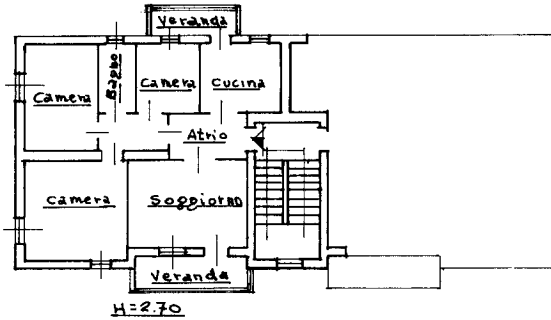 Veranda
Camera
Bagno
Camera
Cucina
Atrio
Camera
Soggiorno
Veranda
H=2.70